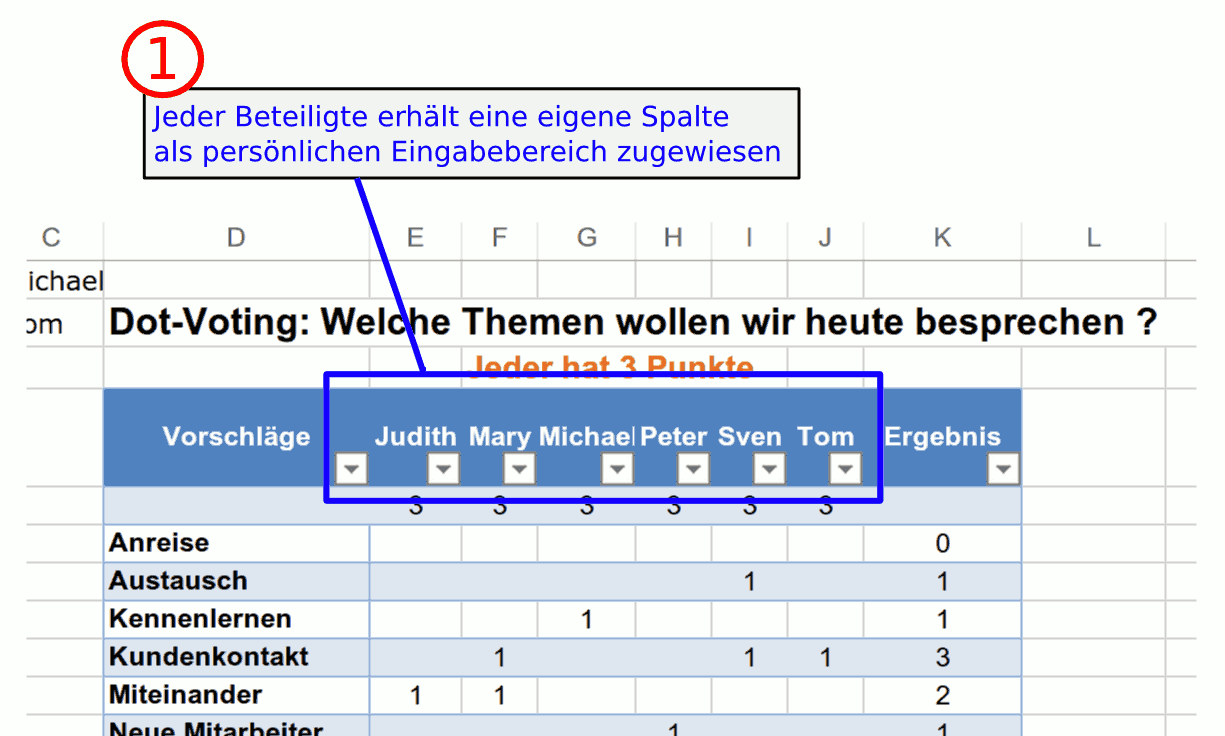 1
Jeder Beteiligte erhält eine eigene Spalte
als persönlichen Eingabebereich zugewiesen
C D E F G H I J K L
ichael
om Dot-Voting: Welche Themen wollen wir heute besprechen ?
Jeder hat 3 Punkte
Vorschläge Judith Mary Michael Peter Sven Tom Ergebnis
3 3 3 3 3 3
Anreise 0
Austausch 1 1
Kennenlernen 1 1
Kundenkontakt 1 1 1 3
Miteinander 1 1 2
Neue Mitarbeiter 1 1